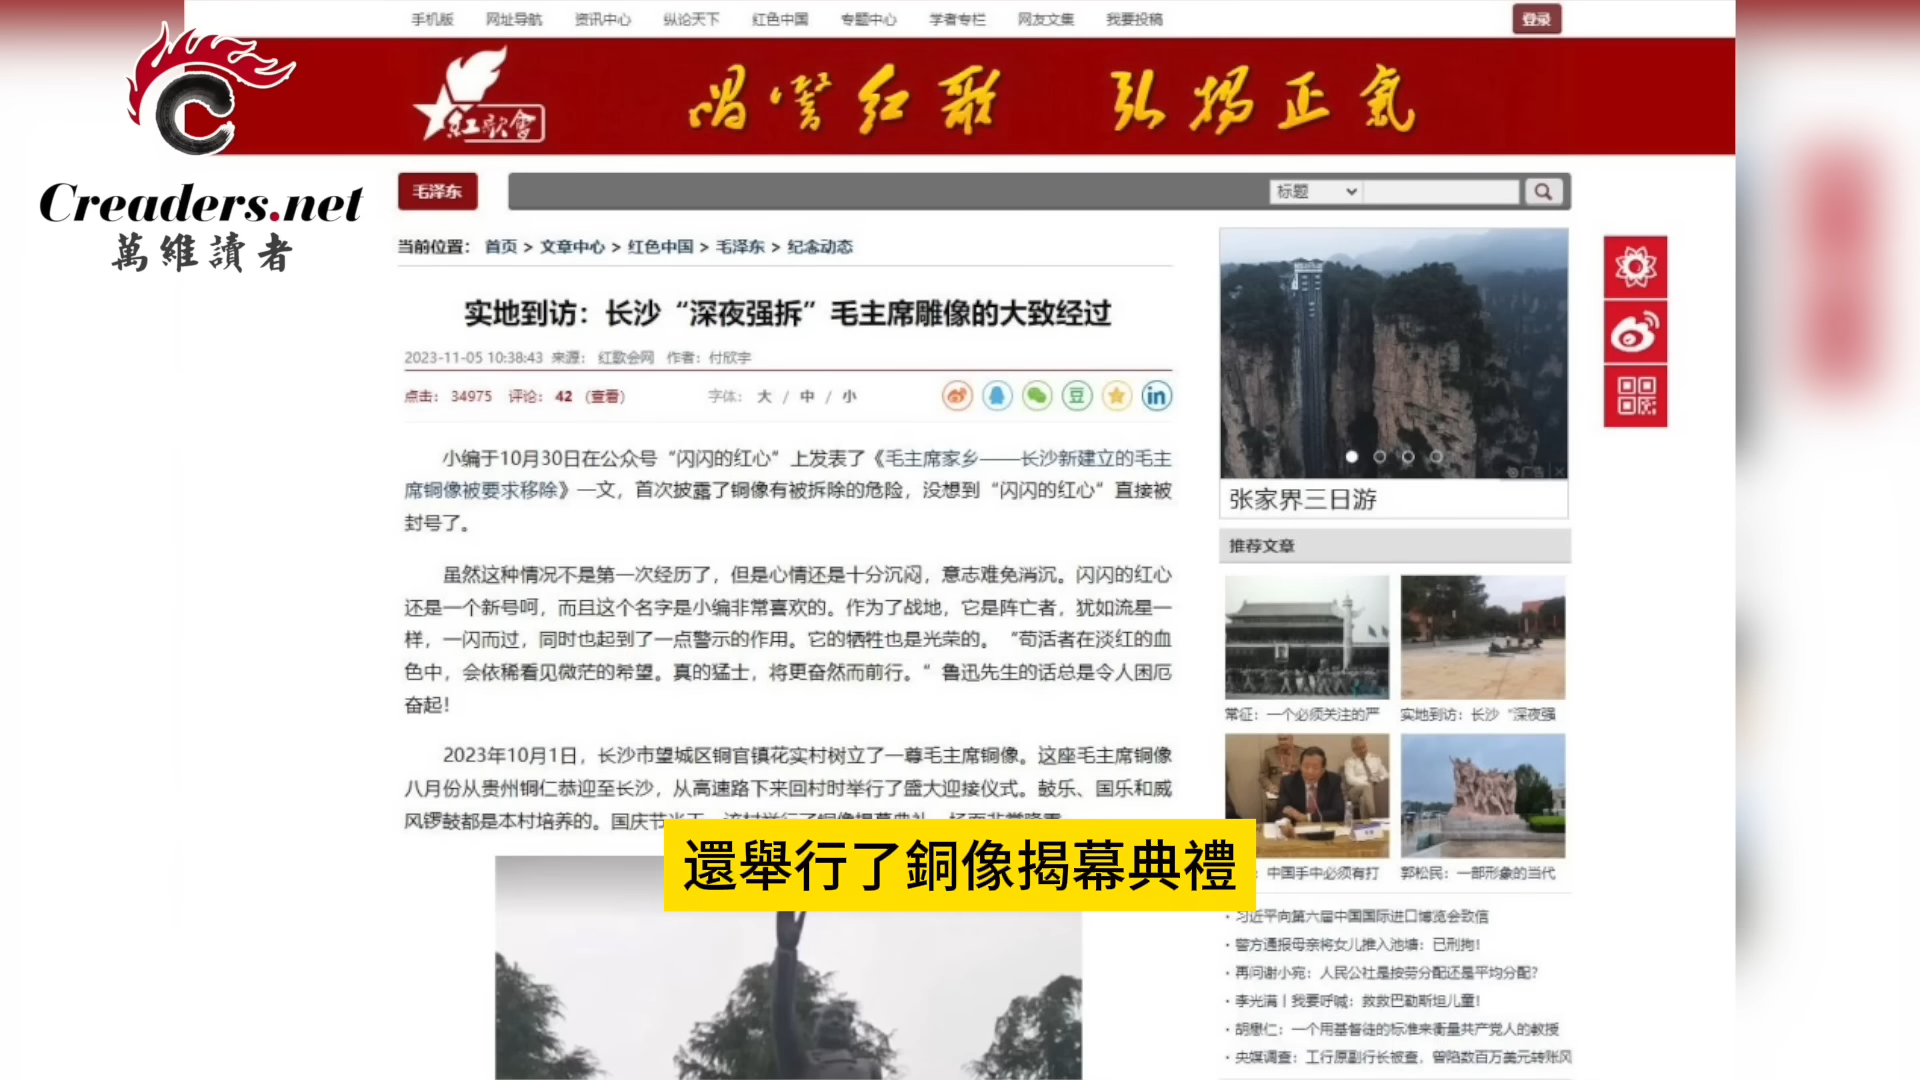 手机版 网址导航 资讯中心 纵论天下 红色中国 专题中心 学者专栏 网友文集 我要投稿
登录
紅歌會
唱響红歌 弘扬正氣
Creaders.net
萬維讀者
毛泽东
标题
当前位置： 首页 > 文章中心 > 红色中国 > 毛泽东 > 纪念动态
实地到访：长沙“深夜强拆”毛主席雕像的大致经过
2023-11-05 10:38:43 来源： 红歌会网 作者： 付欣宇
点击： 34975 评论： 42 (查看)
字体： 大 / 中 / 小
小编于10月30日在公众号“闪闪的红心”上发表了《毛主席家乡——长沙新建立的毛主
席铜像被要求移除》一文，首次披露了铜像有被拆除的危险，没想到“闪闪的红心”直接被
封号了。
虽然这种情况不是第一次经历了，但是心情还是十分沉闷，意志难免消沉。闪闪的红心
还是一个新号呵，而且这个名字是小编非常喜欢的。作为了战地，它是阵亡者，犹如流星一
样，一闪而过，同时也起到了一点警示的作用。它的牺牲也是光荣的。“苟活者在淡红的血
色中，会依稀看见微茫的希望。真的猛士，将更奋然而前行。“鲁迅先生的话总是令人困厄
奋起！
2023年10月1日，长沙市望城区铜官镇花实村树立了一尊毛主席铜像。这座毛主席铜像
八月份从贵州铜仁恭迎至长沙，从高速路下来回村时举行了盛大迎接仪式。鼓乐、国乐和威
风锣鼓都是本村培养的。国庆节
還舉行了銅像揭幕典禮
广告
张家界三日游
推荐文章
常征：一个必须关注的严
实地到访：长沙“深夜强
：中国手中必须有打
郭松民：一部形象的当代
· 习近平向第六届中国国际进口博览会致信
· 警方通报母亲将女儿推入池塘：已刑拘!
· 再问谢小宛：人民公社是按劳分配还是平均分配?
· 李光满丨我要呼喊：救救巴勒斯坦儿童!
· 胡懋仁：一个用基督徒的标准来衡量共产党人的教授
· 央媒调查：工行原副行长被查，曾陷数百万美元转账风